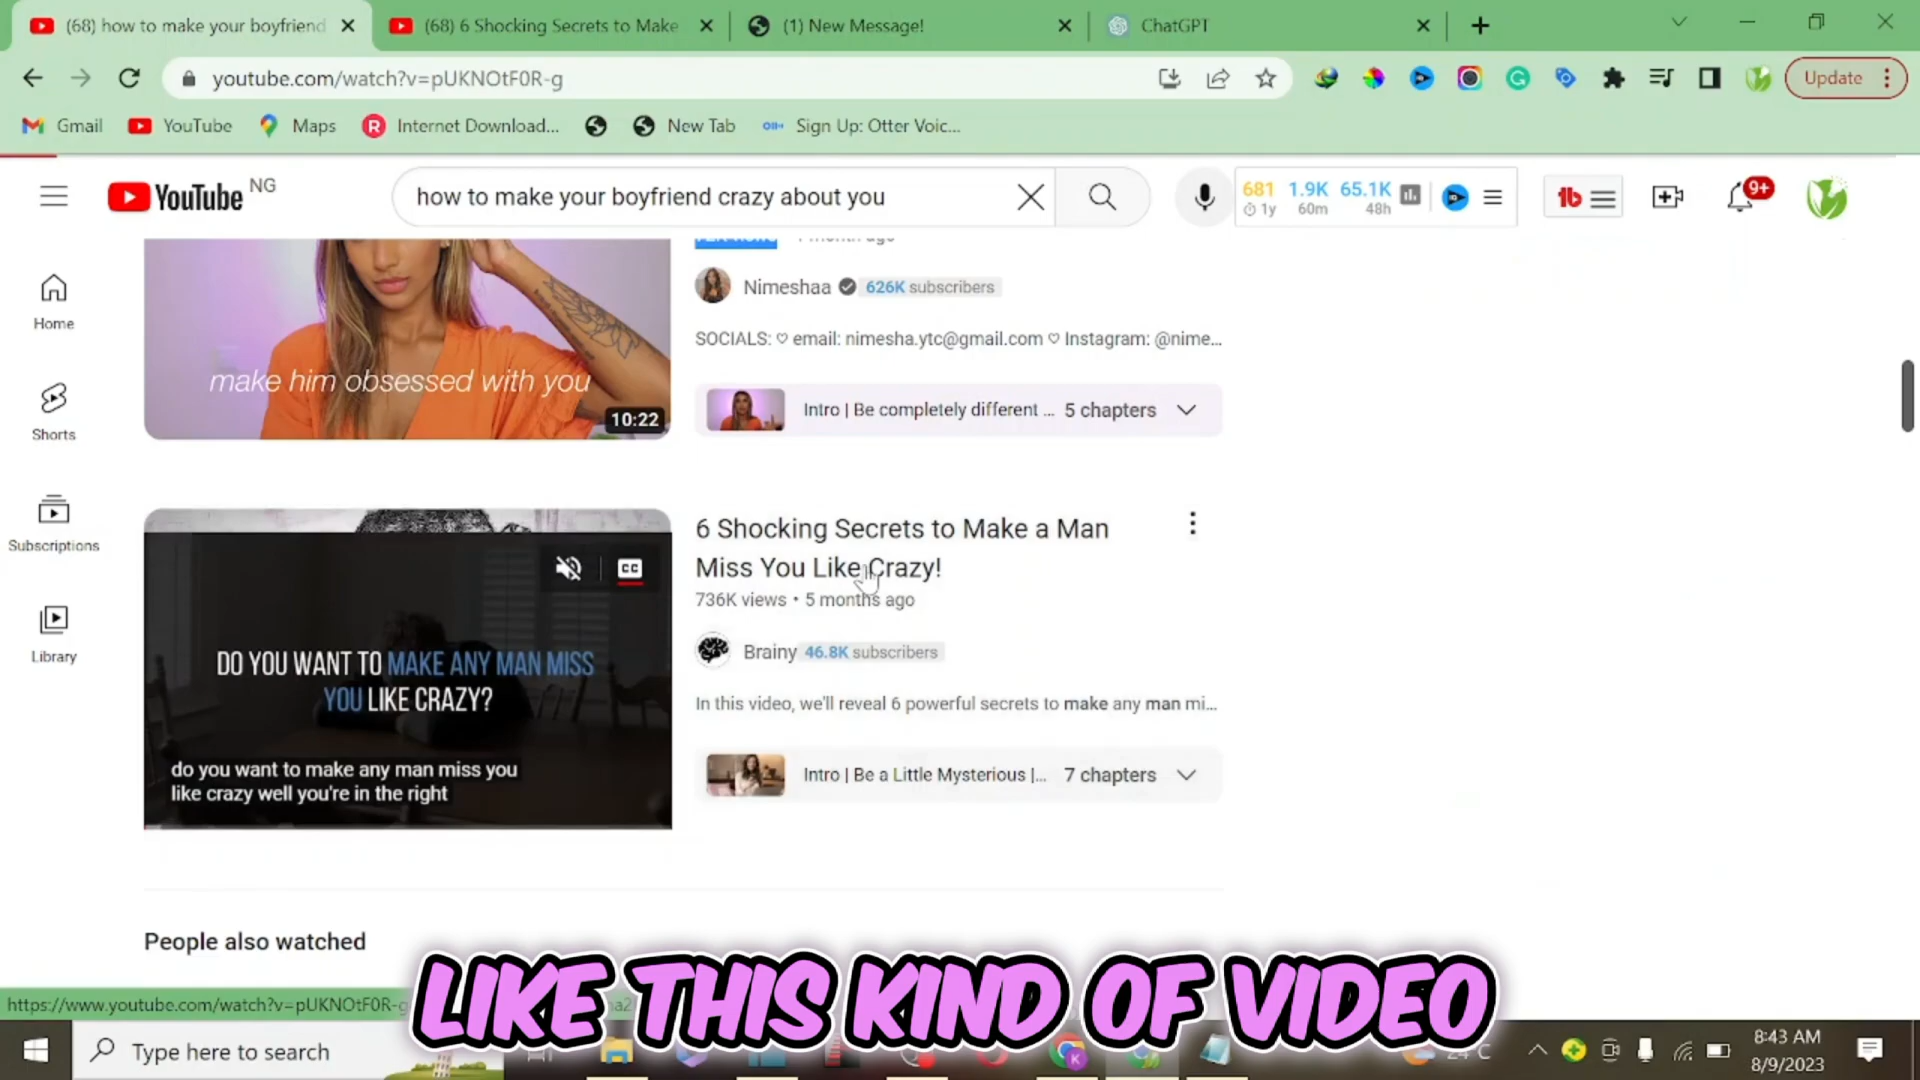 (68) how to make your boyfriend
(68) 6 Shocking Secrets to Make
(1) New Message!
ChatGPT
youtube.com/watch?v=pUKNOtF0R-g
Update
Gmail
YouTube
Maps
Internet Download...
New Tab
Sign Up: Otter Voic...
YouTube NG
how to make your boyfriend crazy about you
681 1.9K 65.1K
1y 60m 48h
9+
Home
Shorts
Subscriptions
Library
make him obsessed with you
10:22
1 month ago
Nimeshaa 626K subscribers
SOCIALS: ♡ email: nimesha.ytc@gmail.com ♡ Instagram: @nime...
Intro | Be completely different ... 5 chapters
CC
DO YOU WANT TO MAKE ANY MAN MISS
YOU LIKE CRAZY?
do you want to make any man miss you
like crazy well you're in the right
6 Shocking Secrets to Make a Man
Miss You Like Crazy!
736K views • 5 months ago
Brainy 46.8K subscribers
In this video, we'll reveal 6 powerful secrets to make any man mi...
Intro | Be a Little Mysterious |... 7 chapters
People also watched
https://www.youtube.com/watch?v=pUKNOtF0R-g
LIKE THIS KIND OF VIDEO
Type here to search
24°C
8:43 AM
8/9/2023